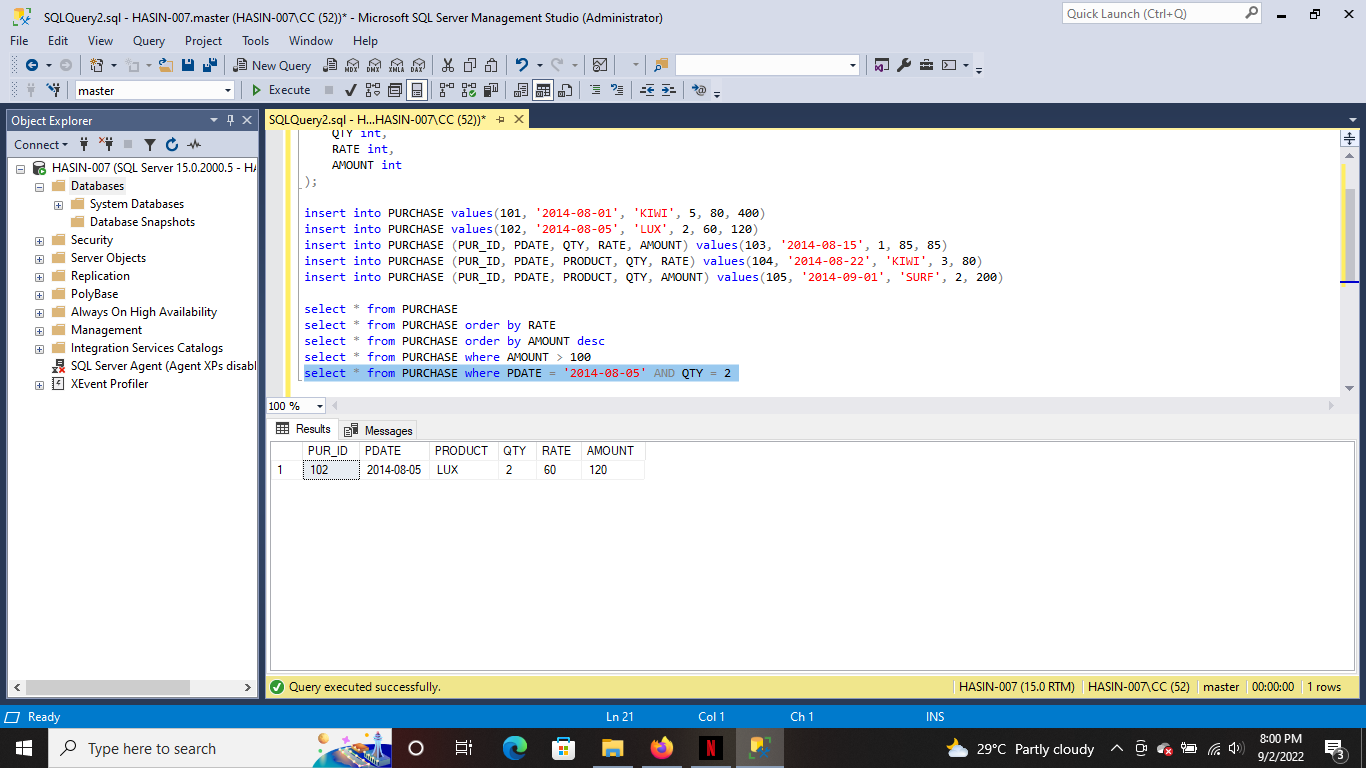 SQLQuery2.sql - HASIN-007.master (HASIN-007\CC (52))* - Microsoft SQL Server Management Studio (Administrator)
Quick Launch (Ctrl+Q)
File Edit View Query Project Tools Window Help
New Query MDX DMX XMLA DAX
master Execute
Object Explorer
SQLQuery2.sql - H...HASIN-007\CC (52))*
Connect
HASIN-007 (SQL Server 15.0.2000.5 - HA
Databases
System Databases
Database Snapshots
Security
Server Objects
Replication
PolyBase
Always On High Availability
Management
Integration Services Catalogs
SQL Server Agent (Agent XPs disabl
XEvent Profiler
QTY int,
RATE int,
AMOUNT int
);
insert into PURCHASE values(101, '2014-08-01', 'KIWI', 5, 80, 400)
insert into PURCHASE values(102, '2014-08-05', 'LUX', 2, 60, 120)
insert into PURCHASE (PUR_ID, PDATE, QTY, RATE, AMOUNT) values(103, '2014-08-15', 1, 85, 85)
insert into PURCHASE (PUR_ID, PDATE, PRODUCT, QTY, RATE) values(104, '2014-08-22', 'KIWI', 3, 80)
insert into PURCHASE (PUR_ID, PDATE, PRODUCT, QTY, AMOUNT) values(105, '2014-09-01', 'SURF', 2, 200)
select * from PURCHASE
select * from PURCHASE order by RATE
select * from PURCHASE order by AMOUNT desc
select * from PURCHASE where AMOUNT > 100
select * from PURCHASE where PDATE = '2014-08-05' AND QTY = 2
100 %
Results Messages
PUR_ID PDATE PRODUCT QTY RATE AMOUNT
1 102 2014-08-05 LUX 2 60 120
Query executed successfully.
HASIN-007 (15.0 RTM) HASIN-007\CC (52) master 00:00:00 1 rows
Ready Ln 21 Col 1 Ch 1 INS
Type here to search
N
29°C Partly cloudy
8:00 PM
9/2/2022
3